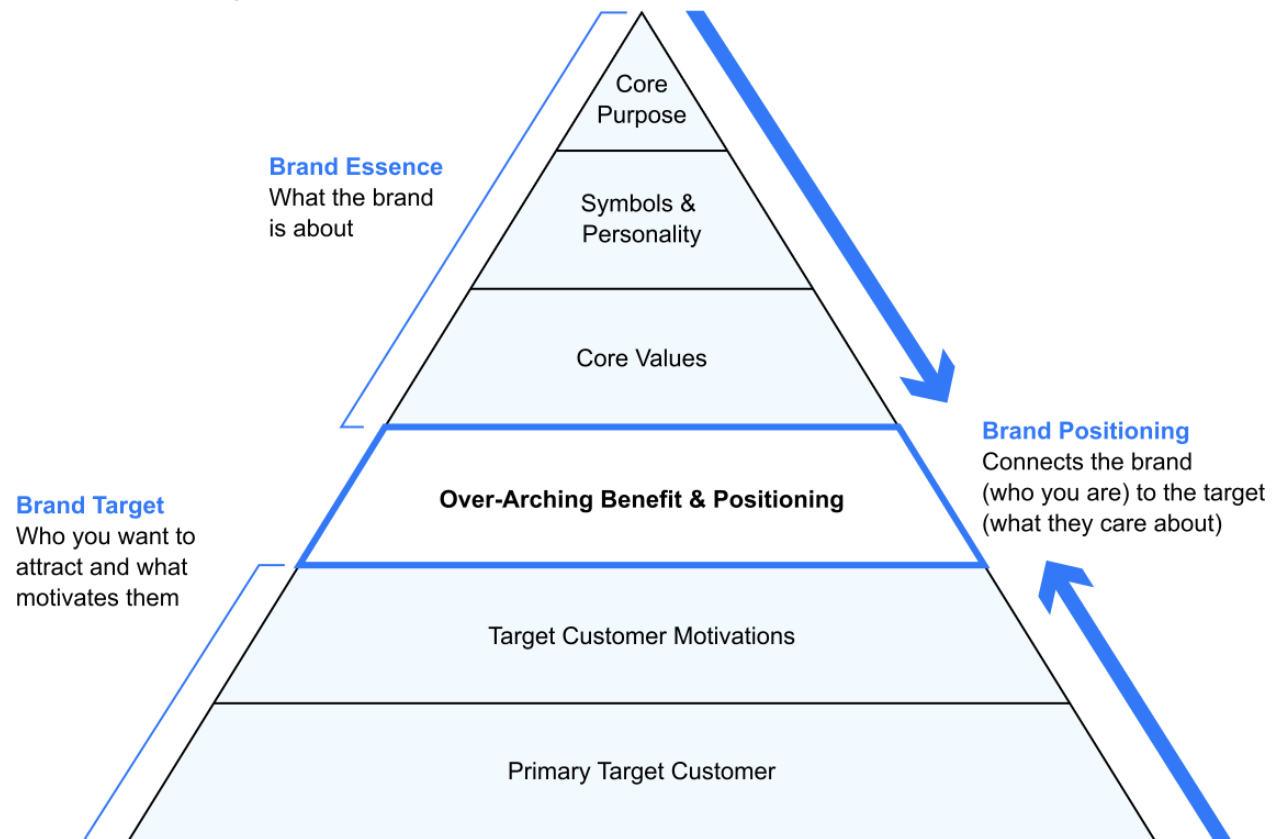 Core
Purpose
Brand Essence
What the brand
is about
Symbols &
Personality
Core Values
Brand Positioning
Connects the brand
(who you are) to the target
(what they care about)
Over-Arching Benefit & Positioning
Brand Target
Who you want to
attract and what
motivates them
Target Customer Motivations
Primary Target Customer